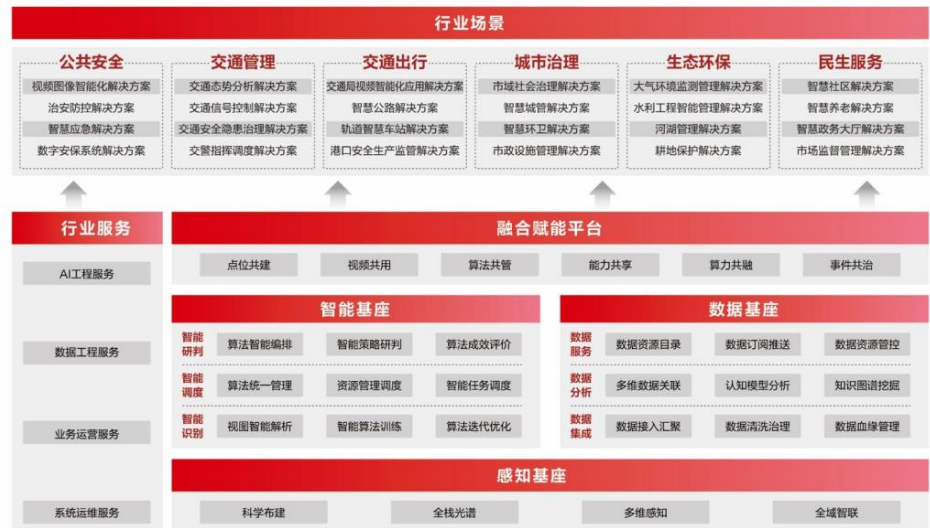 行业场景
公共安全
视频图像智能化解决方案
治安防控解决方案
智慧应急解决方案
数字安保系统解决方案
交通管理
交通态势分析解决方案
交通信号控制解决方案
交通安全隐患治理解决方案
交警指挥调度解决方案
交通出行
交通局视频智能化应用解决方案
智慧公路解决方案
轨道智慧车站解决方案
港口安全生产监管解决方案
城市治理
市域社会治理解决方案
智慧城管解决方案
智慧环卫解决方案
市政设施管理解决方案
生态环保
大气环境监测管理解决方案
水利工程智能管理解决方案
河湖管理解决方案
耕地保护解决方案
民生服务
智慧社区解决方案
智慧养老解决方案
智慧政务大厅解决方案
市场监督管理解决方案
行业服务
AI工程服务
数据工程服务
业务运营服务
系统运维服务
融合赋能平台
点位共建
视频共用
算法共管
能力共享
算力共融
事件共治
智能基座
智能
研判
算法智能编排
智能策略研判
算法成效评价
智能
调度
算法统一管理
资源管理调度
智能任务调度
智能
识别
视图智能解析
智能算法训练
算法迭代优化
数据基座
数据
服务
数据资源目录
数据订阅推送
数据资源管控
数据
分析
多维数据关联
认知模型分析
知识图谱挖掘
数据
集成
数据接入汇聚
数据清洗治理
数据血缘管理
感知基座
科学布建
全栈光谱
多维感知
全域智联